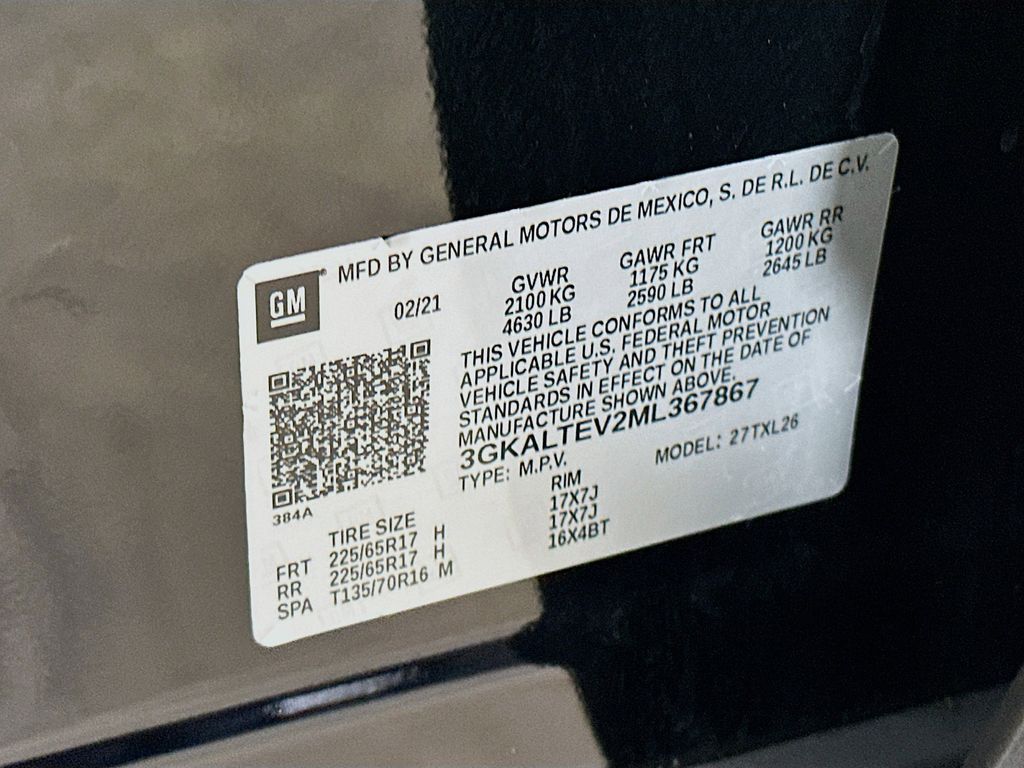 GM
MFD BY GENERAL MOTORS DE MEXICO, S. DE R.L. DE C.V.
02/21
GVWR GAWR FRT GAWR RR
2100 KG 1175 KG 1200 KG
4630 LB 2590 LB 2645 LB
THIS VEHICLE CONFORMS TO ALL
APPLICABLE U.S. FEDERAL MOTOR
VEHICLE SAFETY AND THEFT PREVENTION
STANDARDS IN EFFECT ON THE DATE OF
MANUFACTURE SHOWN ABOVE.
3GKALTEV2ML367867
TYPE: M.P.V. MODEL: 27TXL26
384A
TIRE SIZE RIM
FRT 225/65R17 H 17X7J
RR 225/65R17 H 17X7J
SPA T135/70R16 M 16X4BT